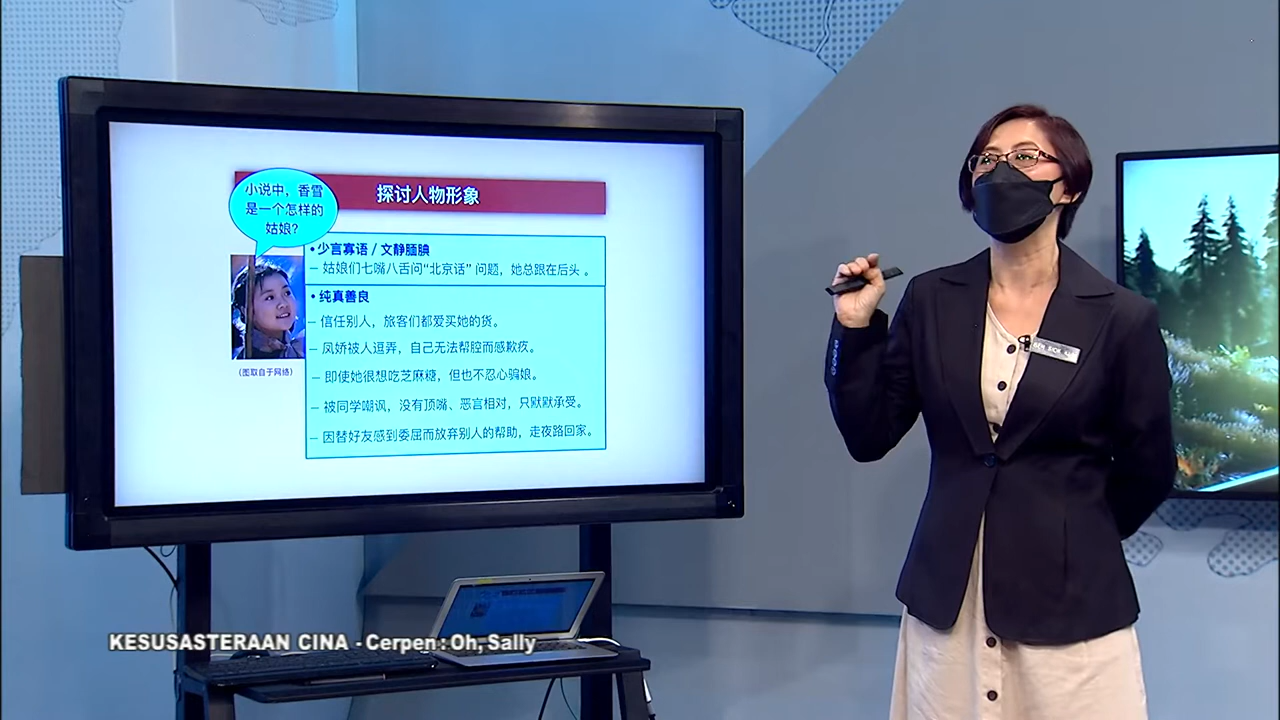 探讨人物形象
小说中，香雪
是一个怎样的
姑娘？
• 少言寡语 / 文静腼腆
– 姑娘们七嘴八舌问“北京话” 问题，她总跟在后头 。
• 纯真善良
– 信任别人，旅客们都爱买她的货。
– 凤娇被人逗弄，自己无法帮腔而感歉疚。
– 即使她很想吃芝麻糖，但也不忍心骗娘。
– 被同学嘲讽，没有顶嘴、恶言相对，只默默承受。
– 因替好友感到委屈而放弃别人的帮助，走夜路回家。
(图取自于网络)
KESUSASTERAAN CINA - Cerpen : Oh, Sally